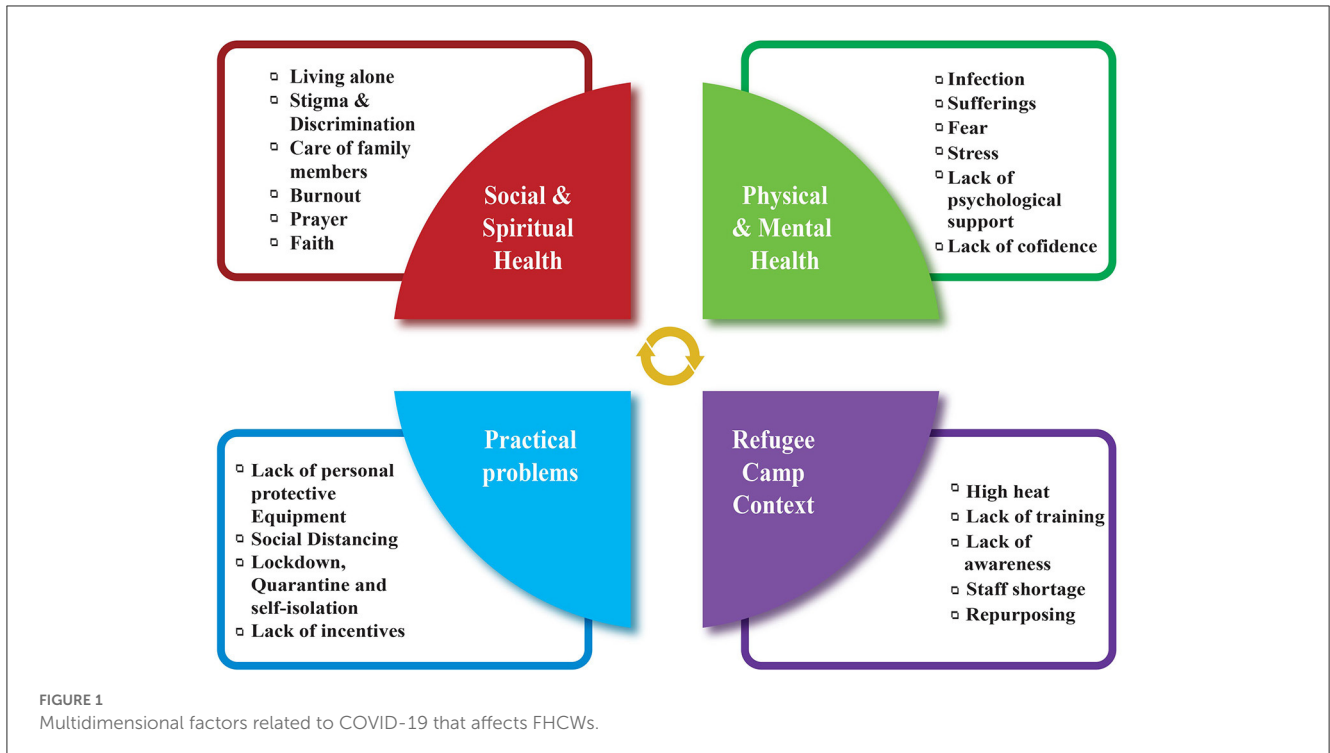 ▫ Living alone
▫ Stigma &
Discrimination
▫ Care of family
members
▫ Burnout
▫ Prayer
▫ Faith
Social &
Spiritual
Health
Physical
& Mental
Health
▫ Infection
▫ Sufferings
▫ Fear
▫ Stress
▫ Lack of
psychological
support
▫ Lack of cofidence
▫ Lack of personal
protective
Equipment
▫ Social Distancing
▫ Lockdown,
Quarantine and
self-isolation
▫ Lack of incentives
Practical
problems
Refugee
Camp
Context
▫ High heat
▫ Lack of training
▫ Lack of
awareness
▫ Staff shortage
▫ Repurposing
FIGURE 1
Multidimensional factors related to COVID-19 that affects FHCWs.